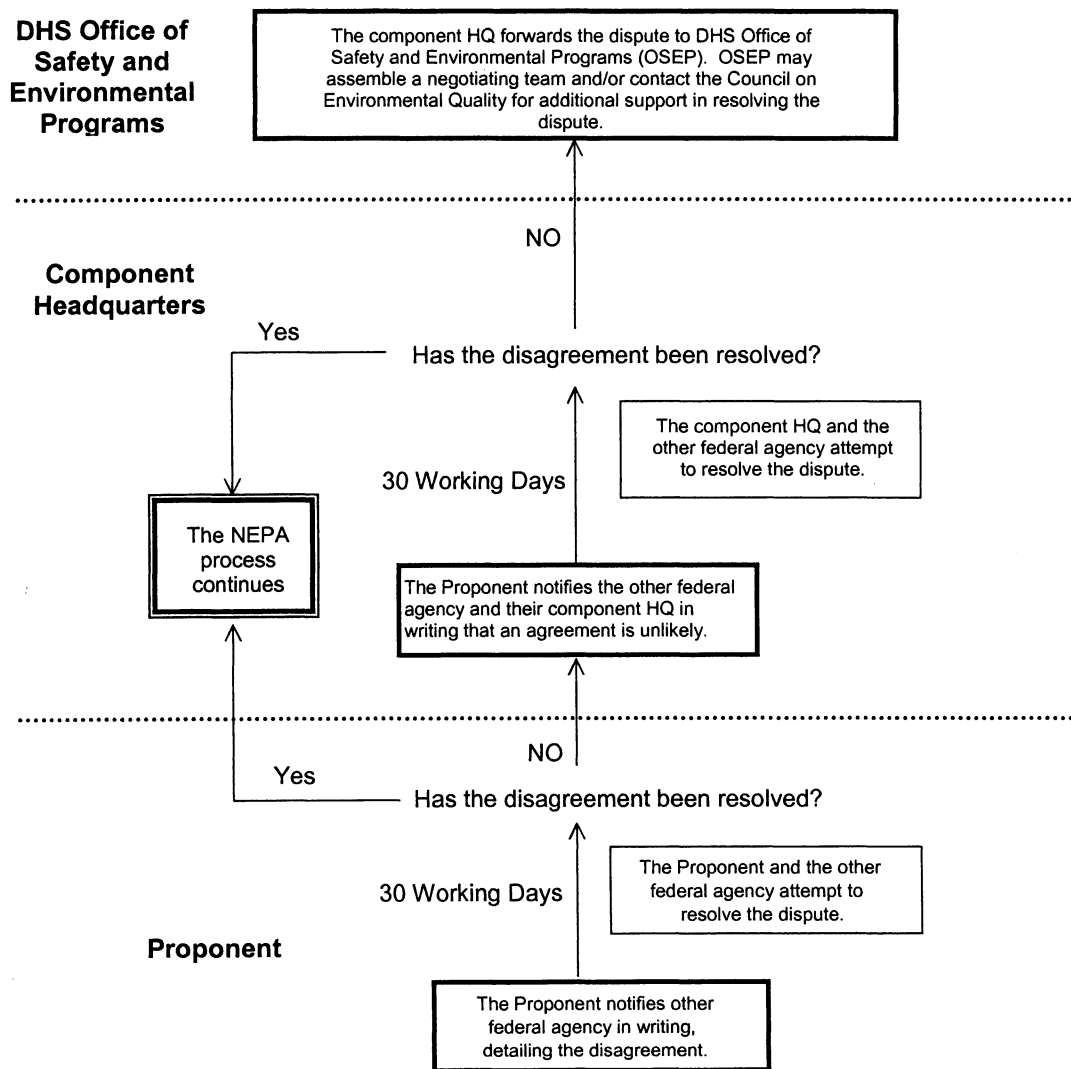 DHS Office of
Safety and
Environmental
Programs
The component HQ forwards the dispute to DHS Office of
Safety and Environmental Programs (OSEP). OSEP may
assemble a negotiating team and/or contact the Council on
Environmental Quality for additional support in resolving the
dispute.
NO
Component
Headquarters
Yes
Has the disagreement been resolved?
The component HQ and the
other federal agency attempt
to resolve the dispute.
30 Working Days
The NEPA
process
continues
The Proponent notifies the other federal
agency and their component HQ in
writing that an agreement is unlikely.
NO
Yes
Has the disagreement been resolved?
The Proponent and the other
federal agency attempt to
resolve the dispute.
30 Working Days
Proponent
The Proponent notifies other
federal agency in writing,
detailing the disagreement.